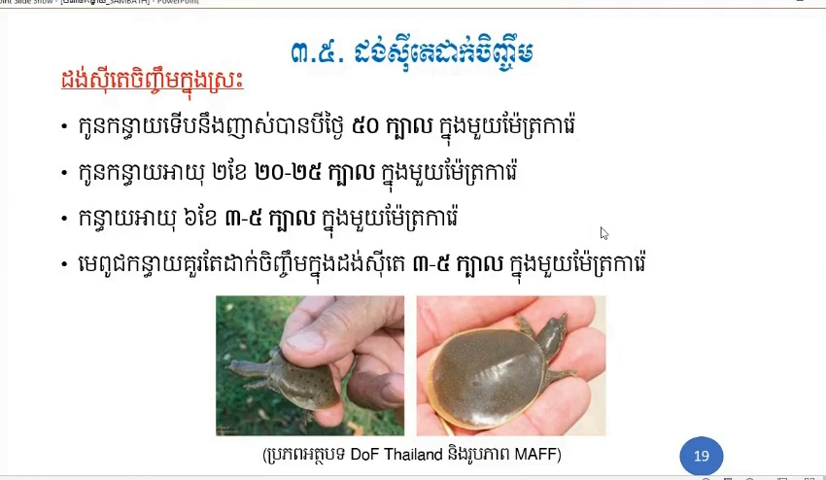 ៣.៥. ដង់ស៊ីតេដាក់ចិញ្ចឹម
ដង់ស៊ីតេចិញ្ចឹមក្នុងស្រះ
• កូនកន្ធាយទើបនឹងញាស់បានបីថ្ងៃ ៥០ ក្បាល ក្នុងមួយម៉ែត្រការ៉េ
• កូនកន្ធាយអាយុ ២ខែ ២០-២៥ ក្បាល ក្នុងមួយម៉ែត្រការ៉េ
• កន្ធាយអាយុ ៦ខែ ៣-៥ ក្បាល ក្នុងមួយម៉ែត្រការ៉េ
• មេពូជកន្ធាយគួរតែដាក់ចិញ្ចឹមក្នុងដង់ស៊ីតេ ៣-៥ ក្បាល ក្នុងមួយម៉ែត្រការ៉េ
(ប្រភពអត្ថបទ DoF Thailand និងរូបភាព MAFF)
19